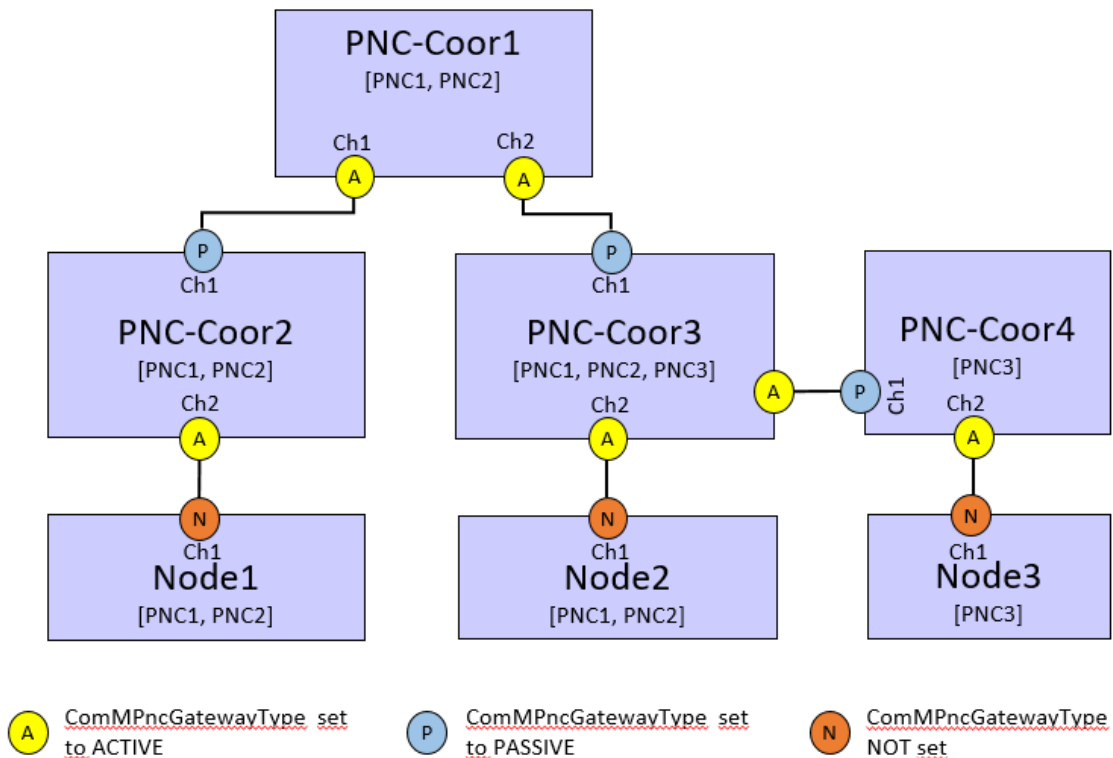 PNC-Coor1
[PNC1, PNC2]
Ch1
Ch2
A
A
P
Ch1
P
Ch1
PNC-Coor2
[PNC1, PNC2]
Ch2
A
PNC-Coor3
[PNC1, PNC2, PNC3]
Ch2
A
A
P
Ch1
PNC-Coor4
[PNC3]
Ch2
A
N
Ch1
Node1
[PNC1, PNC2]
N
Ch1
Node2
[PNC1, PNC2]
N
Ch1
Node3
[PNC3]
A
ComMPncGatewayType set
to ACTIVE
P
ComMPncGatewayType set
to PASSIVE
N
ComMPncGatewayType
NOT set